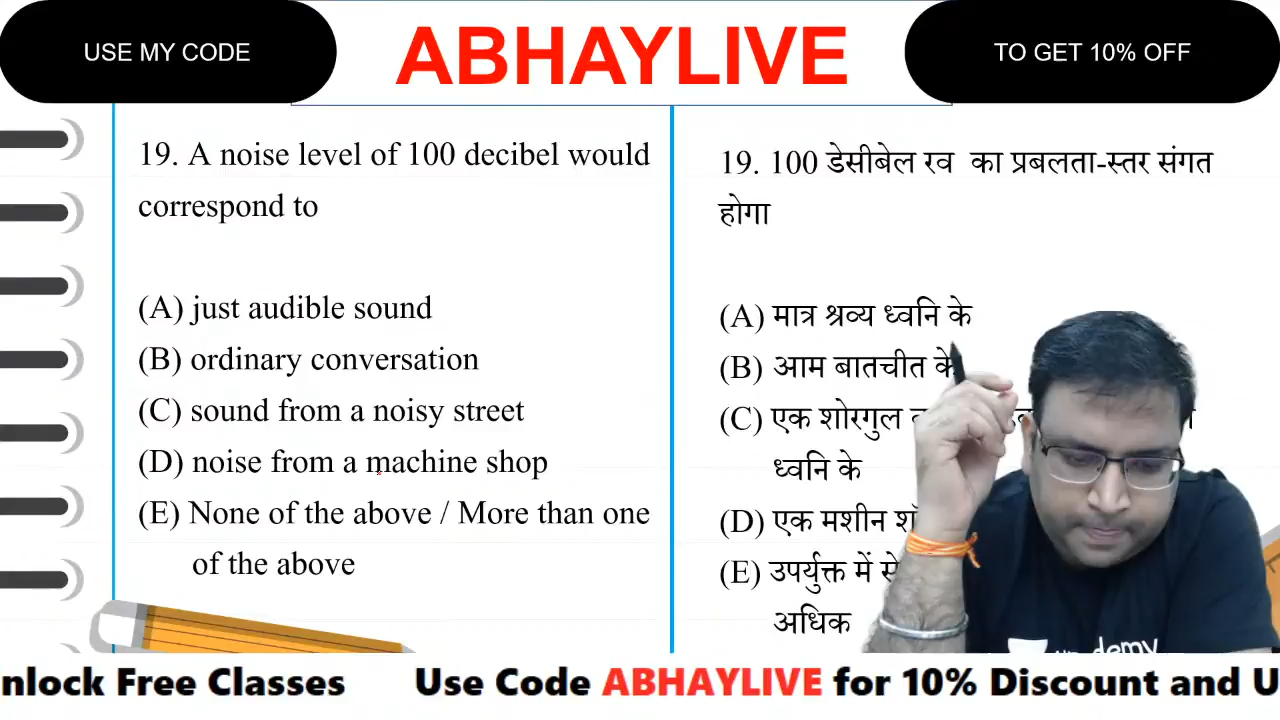 USE MY CODE
ABHAYLIVE
TO GET 10% OFF
19. A noise level of 100 decibel would
correspond to
(A) just audible sound
(B) ordinary conversation
(C) sound from a noisy street
(D) noise from a machine shop
(E) None of the above / More than one
of the above
19. 100 डेसीबेल रव का प्रबलता-स्तर संगत
होगा
(A) मात्र श्रव्य ध्वनि के
(B) आम बातचीत के
(C) एक शोरगुल
ध्वनि के
(D) एक मशीन
(E) उपर्युक्त में से
अधिक
Free Classes Use Code ABHAYLIVE for 10% Discount and